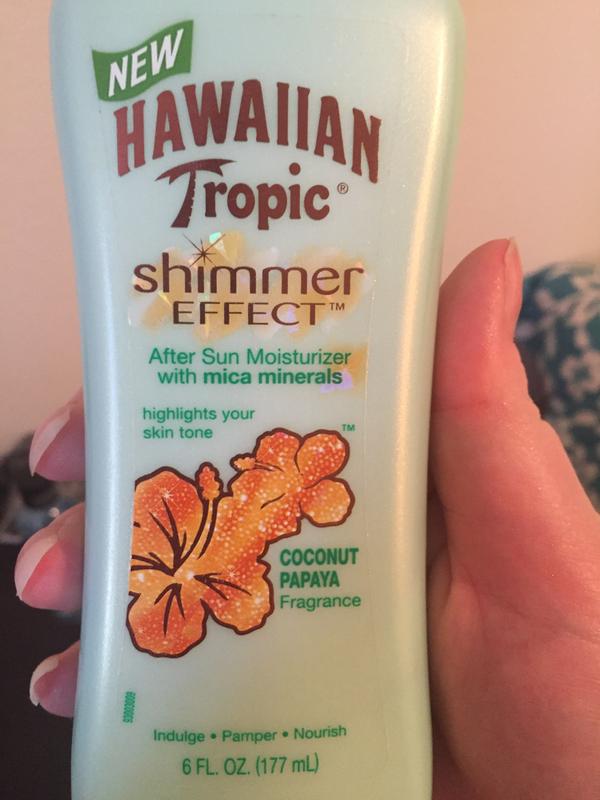 NEW
HAWAIIAN
Tropic®
shimmer
EFFECT™
After Sun Moisturizer
with mica minerals
highlights your
skin tone
™
COCONUT
PAPAYA
Fragrance
Indulge • Pamper • Nourish
6 FL. OZ. (177 mL)